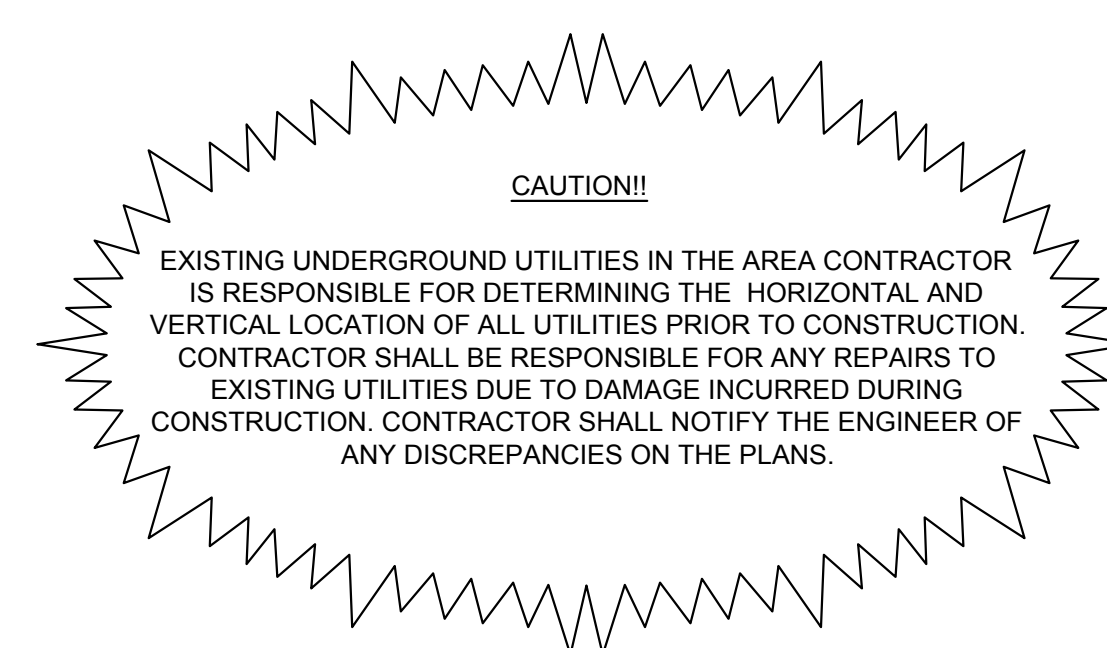 CAUTION!!
EXISTING UNDERGROUND UTILITIES IN THE AREA CONTRACTOR
IS RESPONSIBLE FOR DETERMINING THE HORIZONTAL AND
VERTICAL LOCATION OF ALL UTILITIES PRIOR TO CONSTRUCTION.
CONTRACTOR SHALL BE RESPONSIBLE FOR ANY REPAIRS TO
EXISTING UTILITIES DUE TO DAMAGE INCURRED DURING
CONSTRUCTION. CONTRACTOR SHALL NOTIFY THE ENGINEER OF
ANY DISCREPANCIES ON THE PLANS.